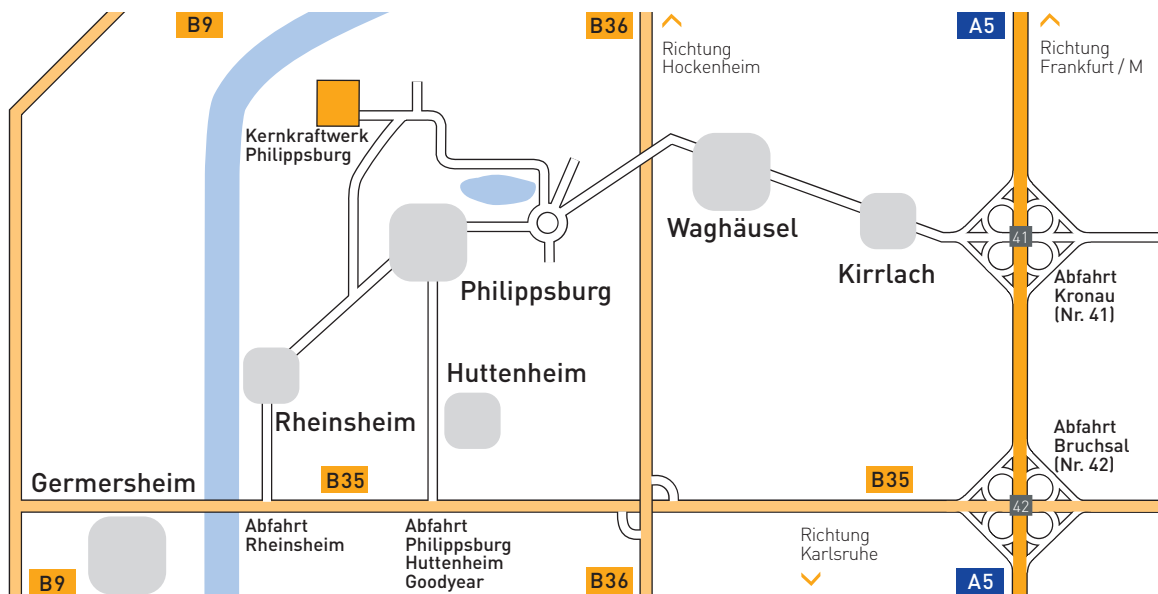 B9
B36
A5
Richtung
Hockenheim
Richtung
Frankfurt / M
Kernkraftwerk
Philippsburg
Waghäusel
Kirrlach
41
Philippsburg
Abfahrt
Kronau
(Nr. 41)
Huttenheim
Rheinsheim
Abfahrt
Bruchsal
(Nr. 42)
Germersheim
B35
B35
42
Abfahrt
Rheinsheim
Abfahrt
Philippsburg
Huttenheim
Goodyear
Richtung
Karlsruhe
B9
B36
A5